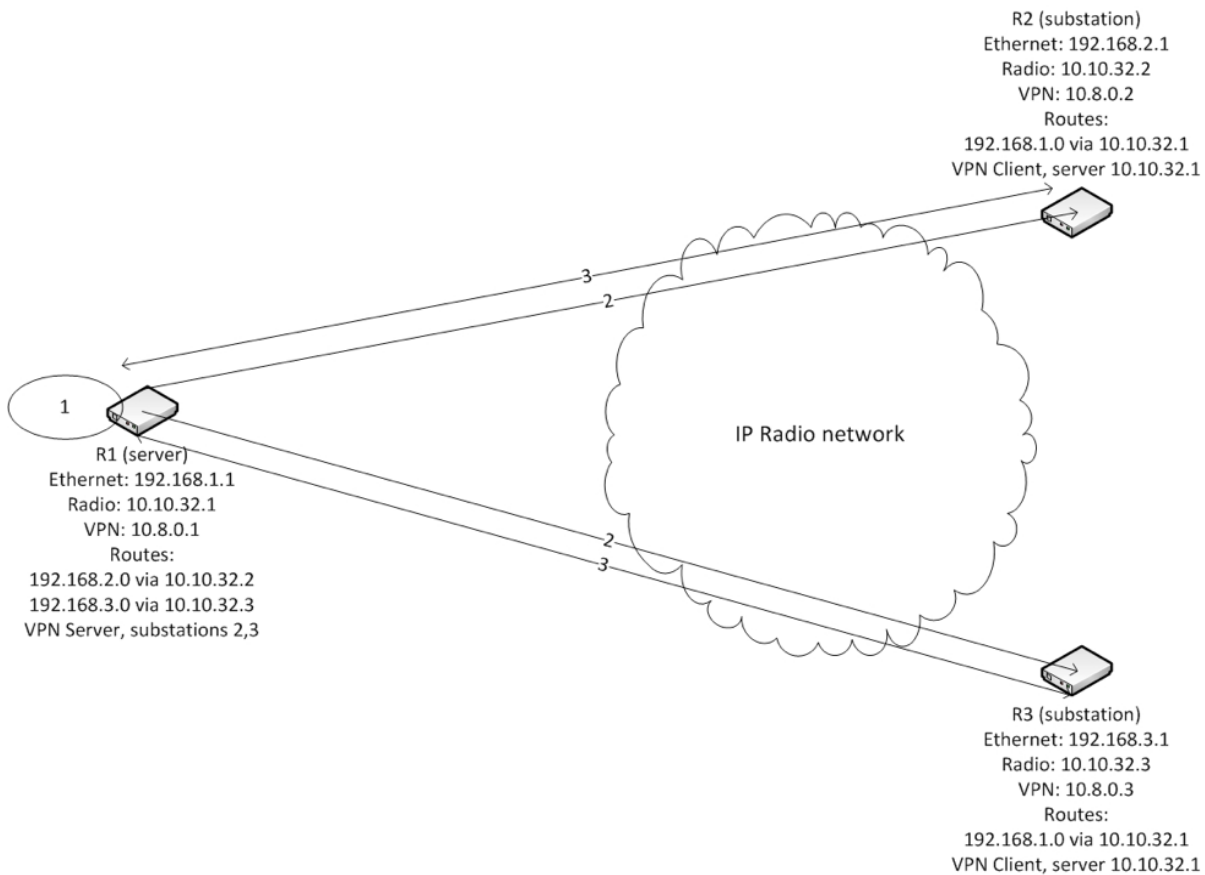 R2 (substation)
Ethernet: 192.168.2.1
Radio: 10.10.32.2
VPN: 10.8.0.2
Routes:
192.168.1.0 via 10.10.32.1
VPN Client, server 10.10.32.1
3
2
1
IP Radio network
R1 (server)
Ethernet: 192.168.1.1
Radio: 10.10.32.1
VPN: 10.8.0.1
Routes:
192.168.2.0 via 10.10.32.2
192.168.3.0 via 10.10.32.3
VPN Server, substations 2,3
2
3
R3 (substation)
Ethernet: 192.168.3.1
Radio: 10.10.32.3
VPN: 10.8.0.3
Routes:
192.168.1.0 via 10.10.32.1
VPN Client, server 10.10.32.1